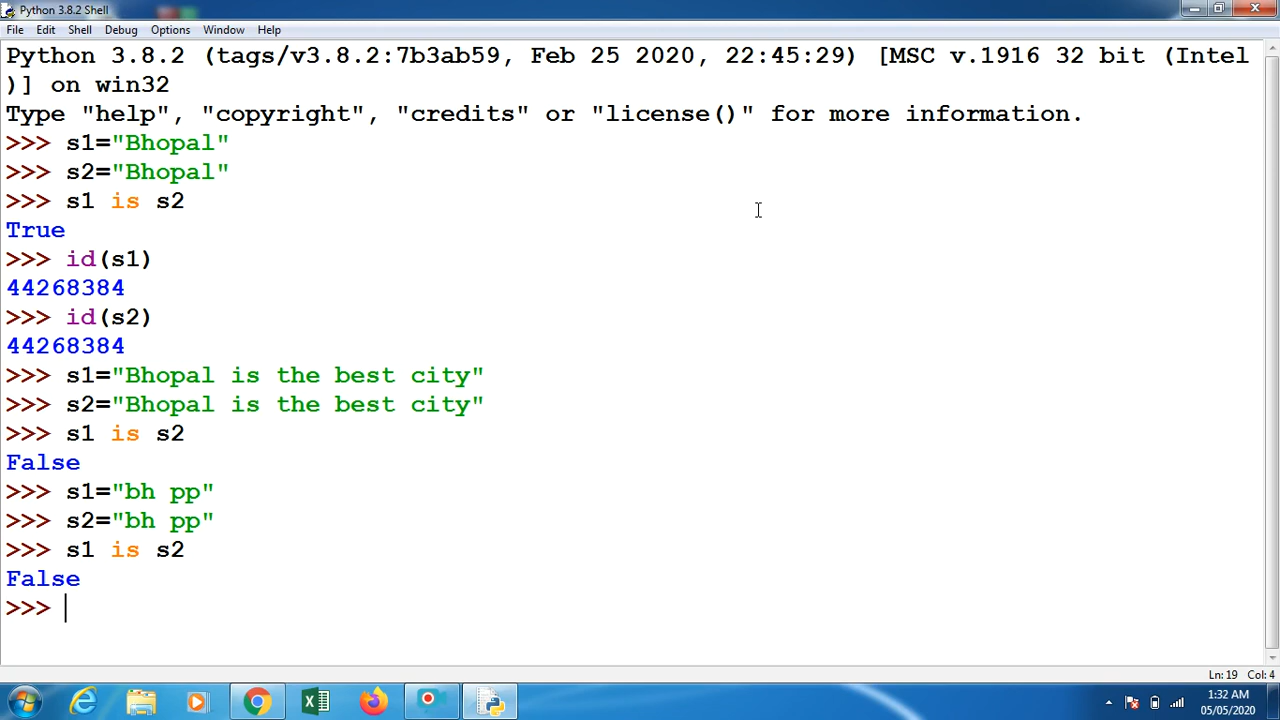 Python 3.8.2 Shell
File Edit Shell Debug Options Window Help
Python 3.8.2 (tags/v3.8.2:7b3ab59, Feb 25 2020, 22:45:29) [MSC v.1916 32 bit (Intel
)] on win32
Type "help", "copyright", "credits" or "license()" for more information.
>>> s1="Bhopal"
>>> s2="Bhopal"
>>> s1 is s2
True
>>> id(s1)
44268384
>>> id(s2)
44268384
>>> s1="Bhopal is the best city"
>>> s2="Bhopal is the best city"
>>> s1 is s2
False
>>> s1="bh pp"
>>> s2="bh pp"
>>> s1 is s2
False
>>>
Ln: 19 Col: 4
1:32 AM
05/05/2020